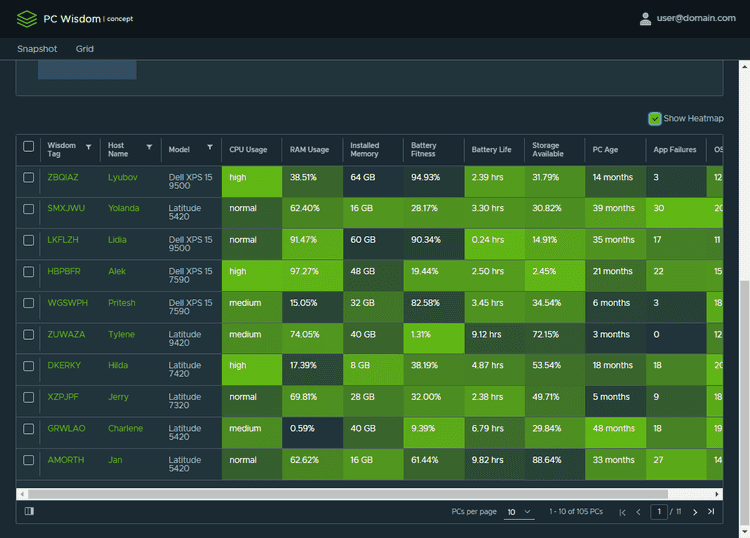 PC Wisdom | concept
user@domain.com
Snapshot Grid
Show Heatmap
Wisdom Tag Host Name Model CPU Usage RAM Usage Installed Memory Battery Fitness Battery Life Storage Available PC Age App Failures OS
ZBQIAZ Lyubov Dell XPS 15 9500 high 38.51% 64 GB 94.93% 2.39 hrs 31.79% 14 months 3 12
SMXJWU Yolanda Latitude 5420 normal 62.40% 16 GB 28.17% 3.30 hrs 30.82% 39 months 30 20
LKFLZH Lidia Dell XPS 15 9500 normal 91.47% 60 GB 90.34% 0.24 hrs 14.91% 35 months 17 11
HBPBFR Alek Dell XPS 15 7590 high 97.27% 48 GB 19.44% 2.50 hrs 2.45% 21 months 22 15
WGSWPH Pritesh Dell XPS 15 7590 medium 15.05% 32 GB 82.58% 3.45 hrs 34.54% 6 months 3 18
ZUWAZA Tylene Latitude 9420 medium 74.05% 40 GB 1.31% 9.12 hrs 72.15% 3 months 0 12
DKERKY Hilda Latitude 7420 high 17.39% 8 GB 38.19% 4.87 hrs 53.54% 18 months 18 20
XZPJPF Jerry Latitude 7320 normal 69.81% 28 GB 32.00% 2.38 hrs 49.71% 5 months 9 18
GRWLAO Charlene Latitude 5420 medium 0.59% 40 GB 9.39% 6.79 hrs 29.84% 48 months 18 19
AMORTH Jan Latitude 5420 normal 62.62% 16 GB 61.44% 9.82 hrs 88.64% 33 months 27 14
PCs per page 10 1 - 10 of 105 PCs 1 / 11